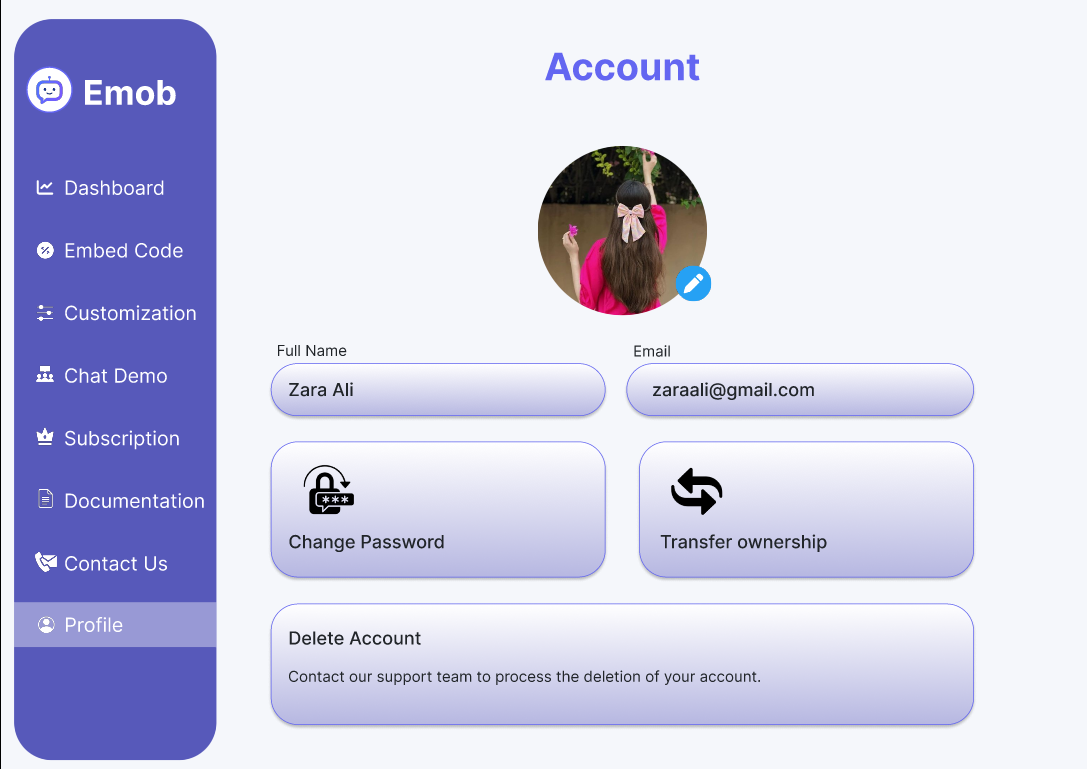 Emob
Dashboard
Embed Code
Customization
Chat Demo
Subscription
Documentation
Contact Us
Profile
Account
Full Name
Zara Ali
Email
zaraali@gmail.com
***
Change Password
Transfer ownership
Delete Account
Contact our support team to process the deletion of your account.